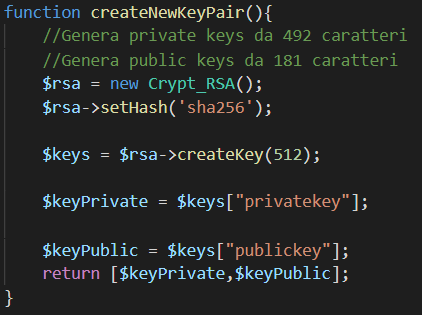 function createNewKeyPair(){
//Genera private keys da 492 caratteri
//Genera public keys da 181 caratteri
$rsa = new Crypt_RSA();
$rsa->setHash('sha256');
$keys = $rsa->createKey(512);
$keyPrivate = $keys["privatekey"];
$keyPublic = $keys["publickey"];
return [$keyPrivate,$keyPublic];
}